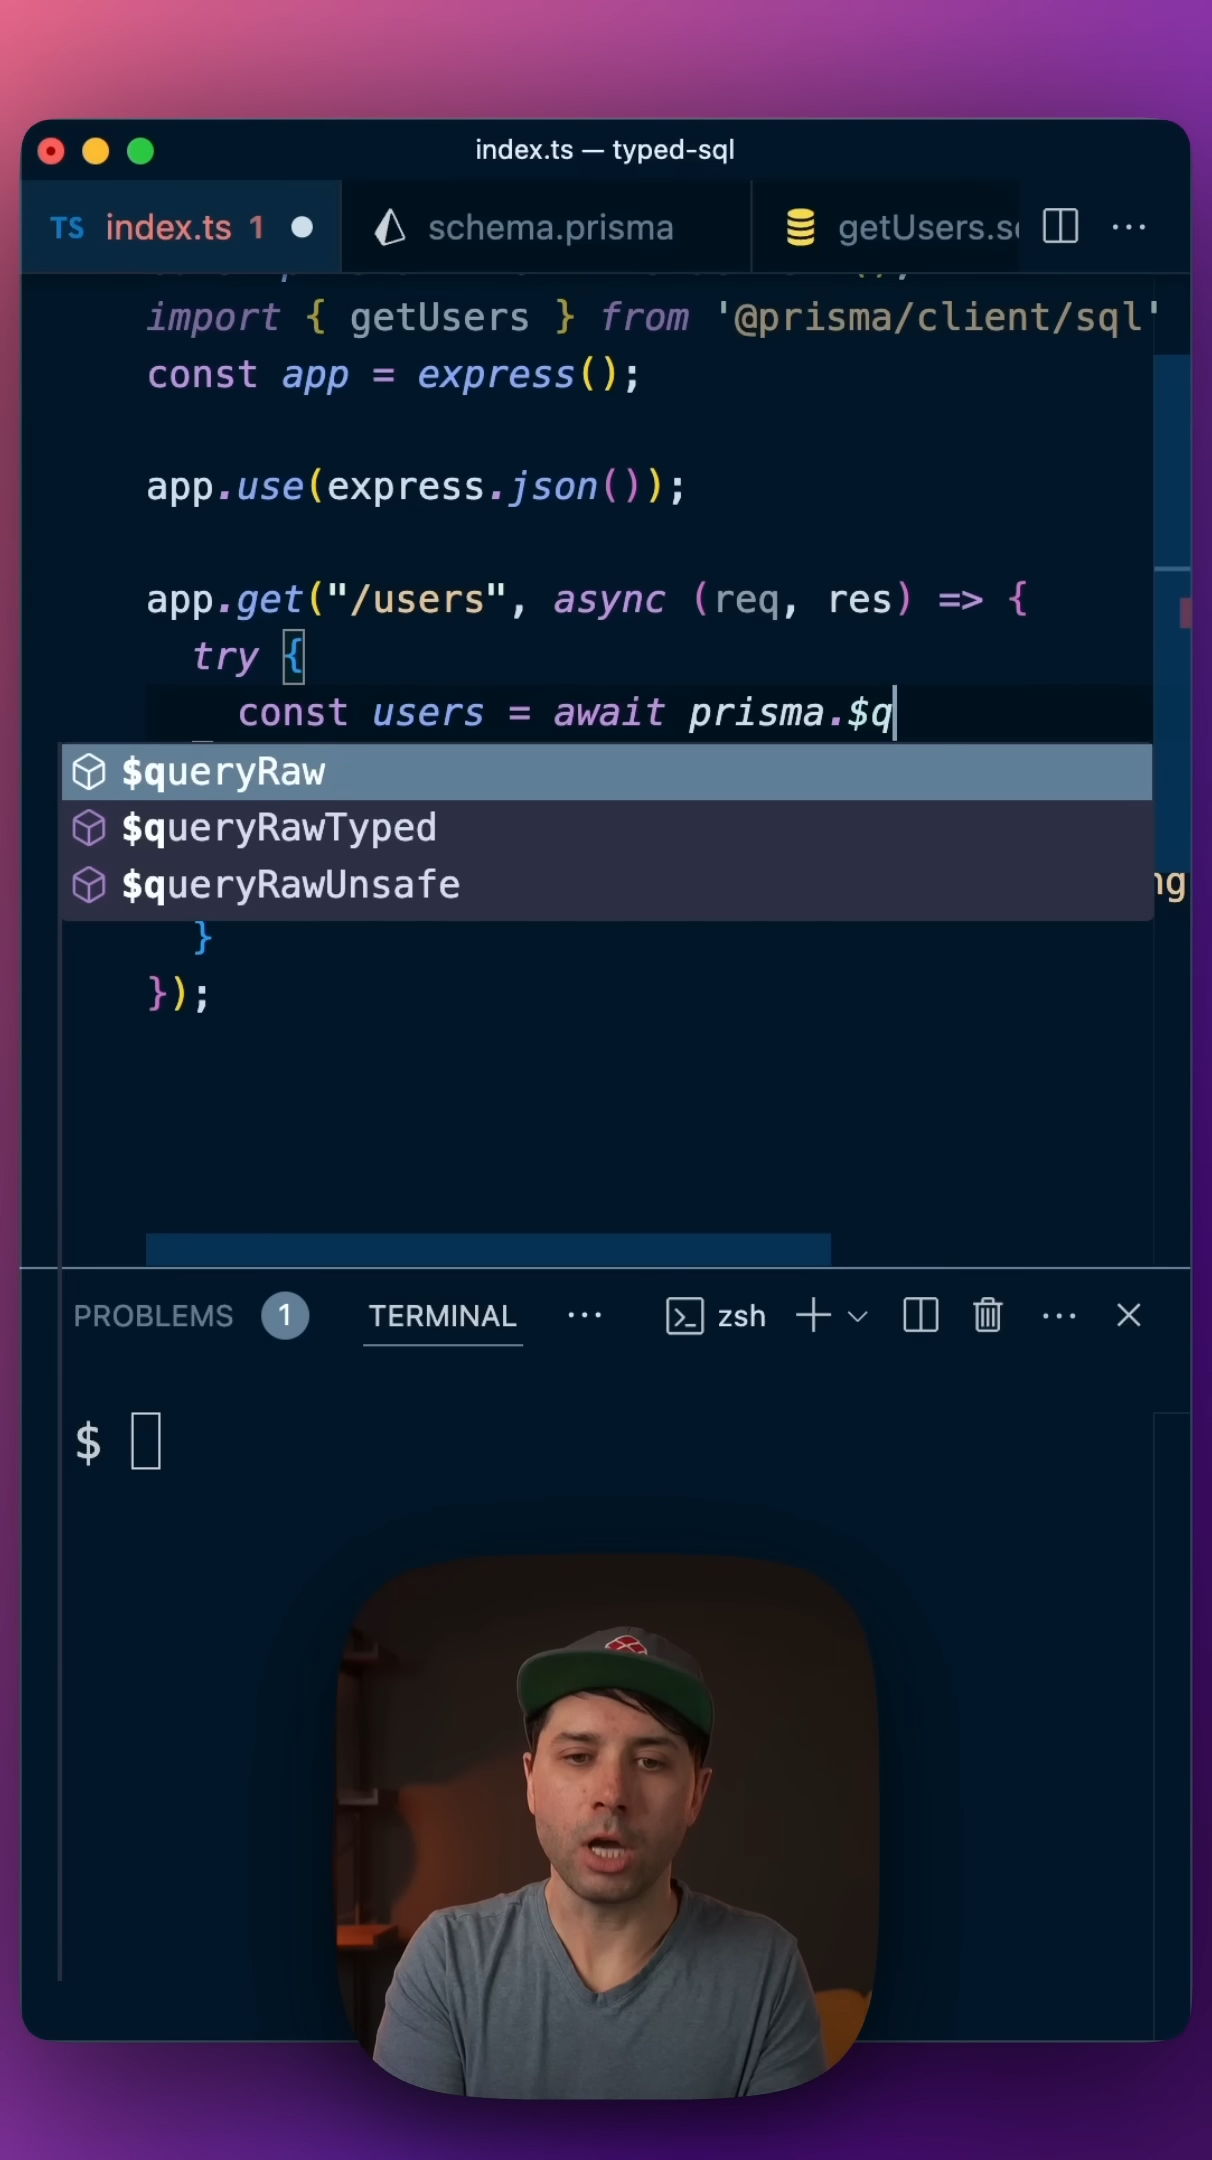 index.ts — typed-sql
TS index.ts 1 schema.prisma getUsers.s
import { getUsers } from '@prisma/client/sql'
const app = express();
app.use(express.json());
app.get("/users", async (req, res) => {
try {
const users = await prisma.$q
$queryRaw
$queryRawTyped
$queryRawUnsafe
ng
}
});
PROBLEMS 1 TERMINAL ... zsh
$